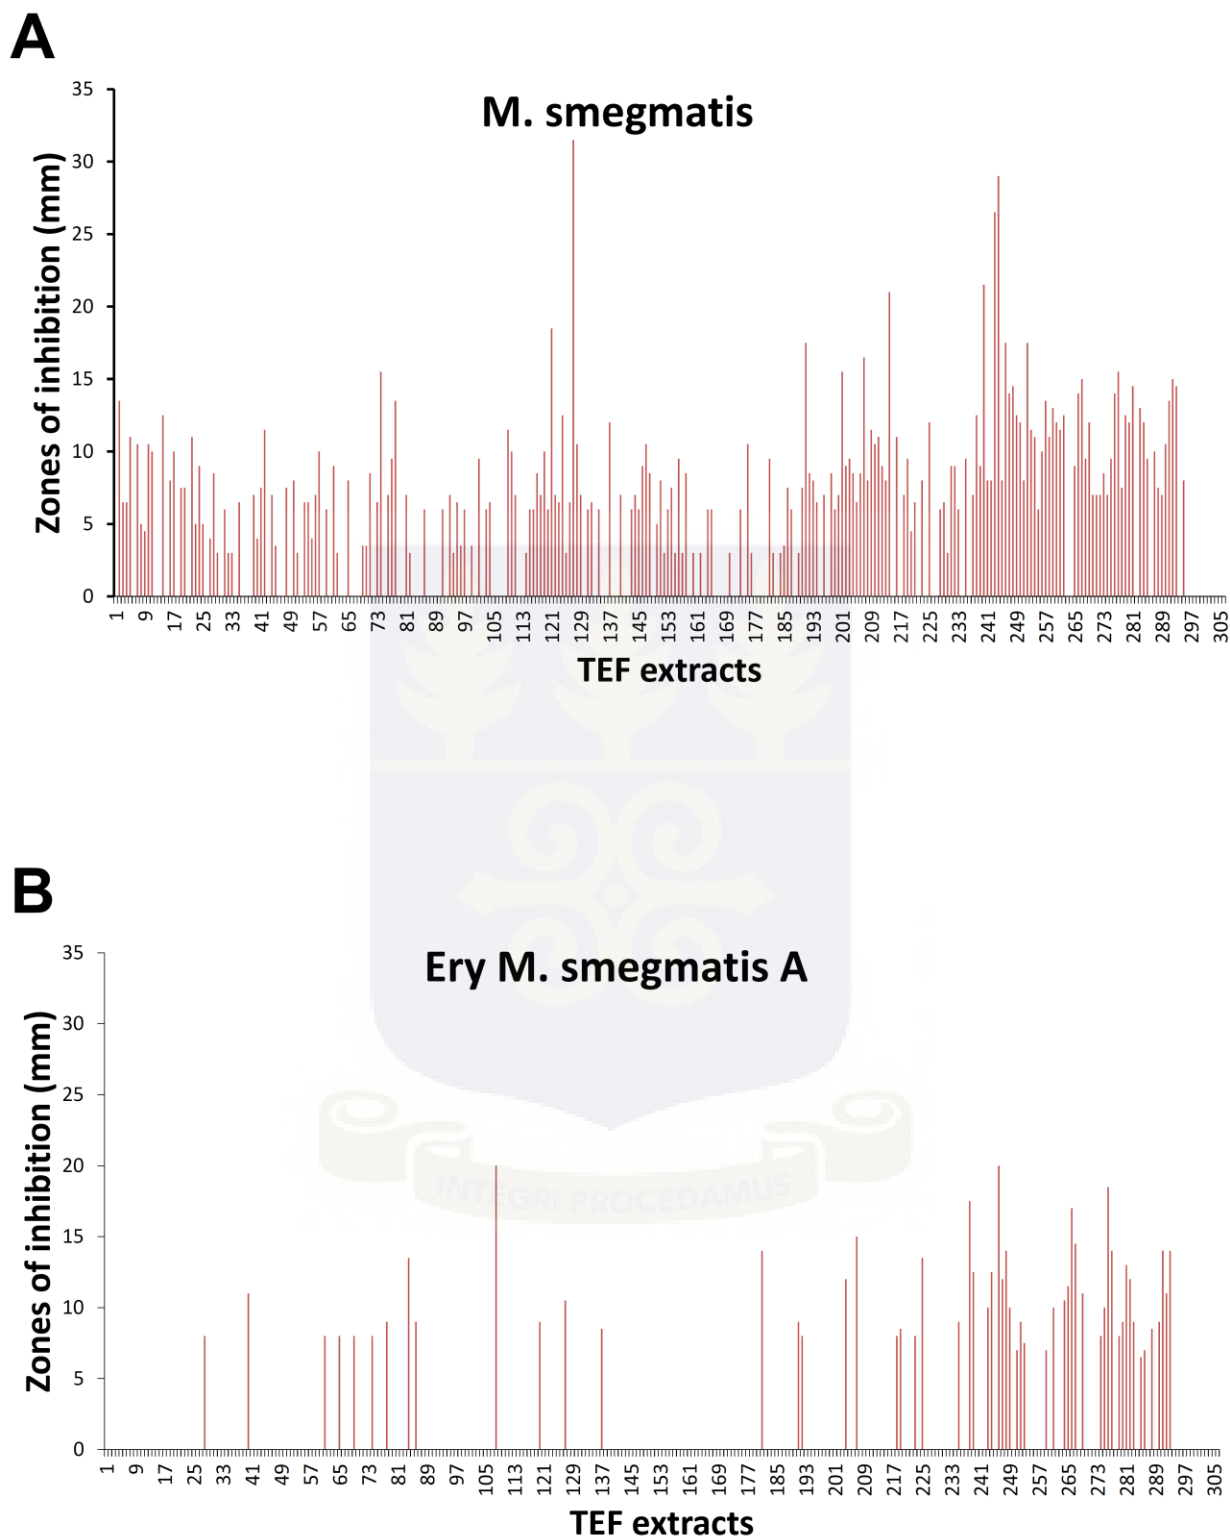 A
M. smegmatis
Zones of inhibition (mm)
35
30
25
20
15
10
5
0
1 9 17 25 33 41 49 57 65 73 81 89 97 105 113 121 129 137 145 153 161 169 177 185 193 201 209 217 225 233 241 249 257 265 273 281 289 297 305
TEF extracts
B
Ery M. smegmatis A
Zones of inhibition (mm)
35
30
25
20
15
10
5
0
INTEGRI PROCEDAMUS
1 9 17 25 33 41 49 57 65 73 81 89 97 105 113 121 129 137 145 153 161 169 177 185 193 201 209 217 225 233 241 249 257 265 273 281 289 297 305
TEF extracts